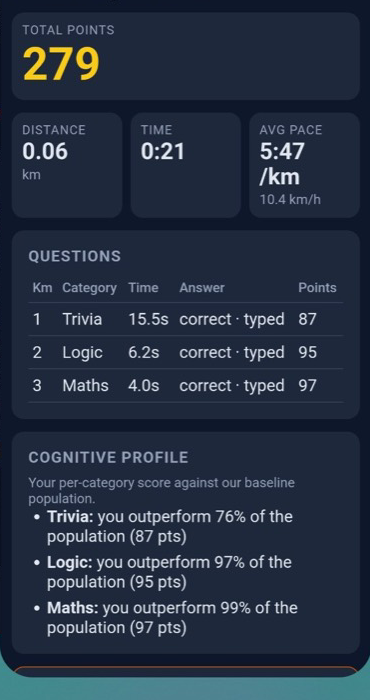 TOTAL POINTS
279
DISTANCE
0.06
km
TIME
0:21
AVG PACE
5:47
/km
10.4 km/h
QUESTIONS
Km Category Time Answer Points
1 Trivia 15.5s correct · typed 87
2 Logic 6.2s correct · typed 95
3 Maths 4.0s correct · typed 97
COGNITIVE PROFILE
Your per-category score against our baseline
population.
• Trivia: you outperform 76% of the
population (87 pts)
• Logic: you outperform 97% of the
population (95 pts)
• Maths: you outperform 99% of the
population (97 pts)